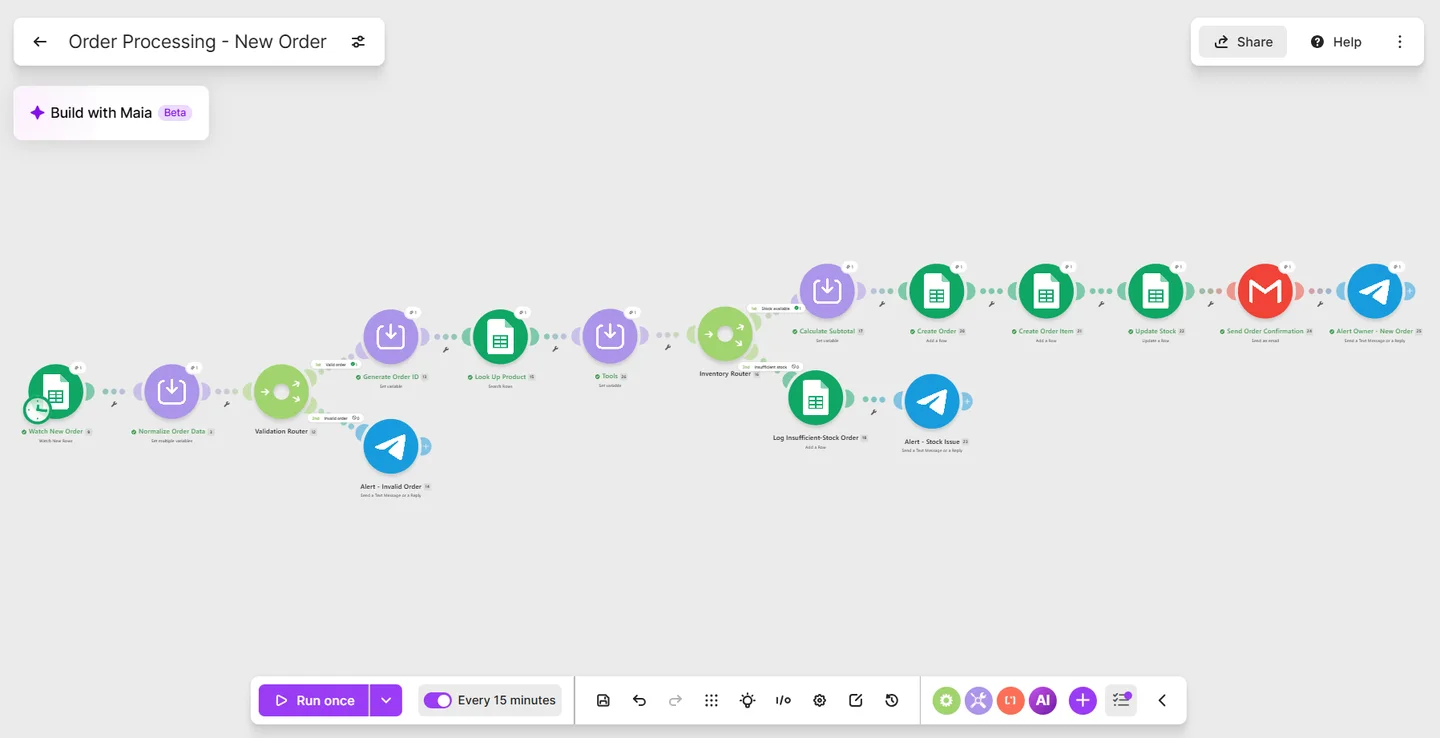 Order Processing - New Order
Share
Help
Build with Maia
Beta
Calculate Subtotal
Set variable
Create Order
Add a Row
Create Order Item
Add a Row
Update Stock
Update a Row
Send Order Confirmation
Send an email
Alert Owner - New Order
Send a Text Message or a Reply
Stock available
Valid order
Generate Order ID
Set variable
Look Up Product
Search Rows
Tools
Set variable
Inventory Router
Insufficient stock
Watch New Order
Watch New Rows
Normalize Order Data
Set multiple variables
Validation Router
Invalid order
Alert - Invalid Order
Send a Text Message or a Reply
Log Insufficient-Stock Order
Add a Row
Alert - Stock Issue
Send a Text Message or a Reply
Run once
Every 15 minutes
AI